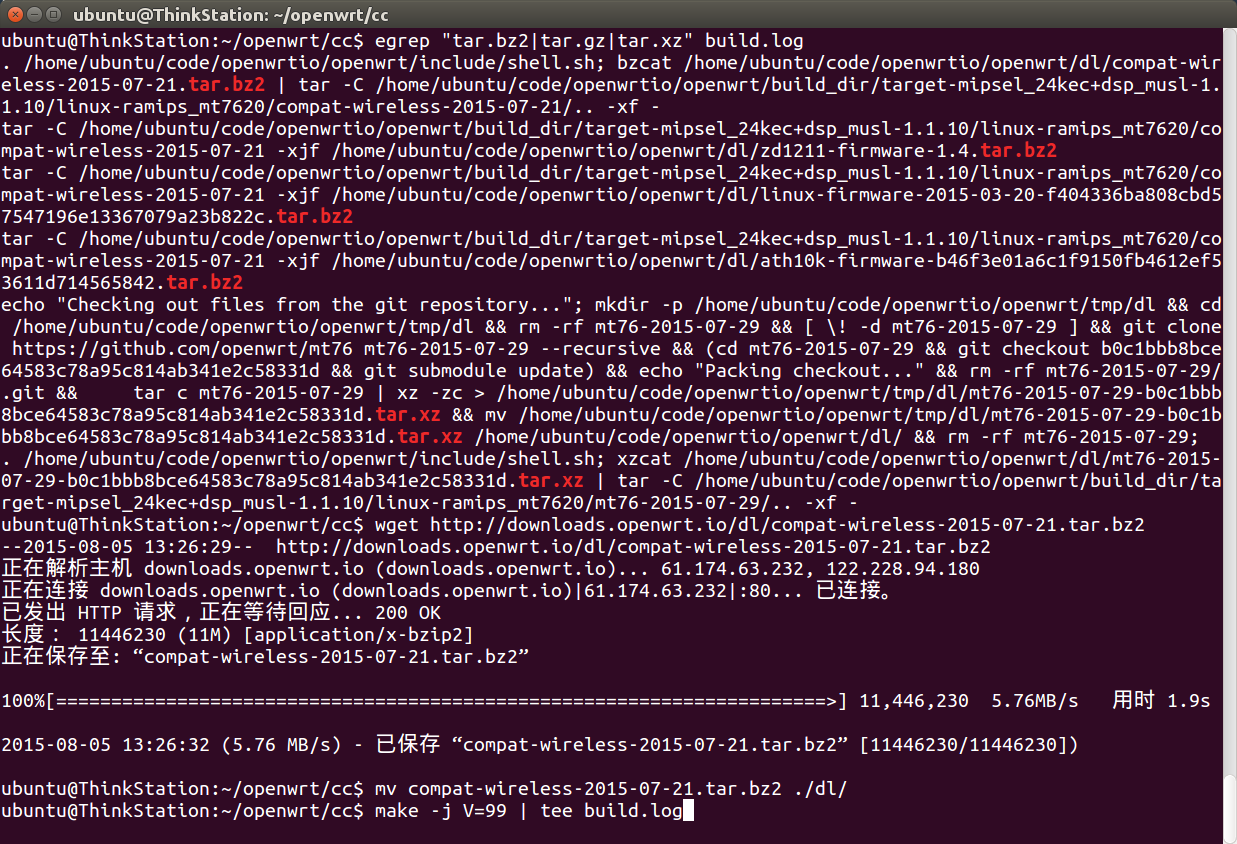 ubuntu@ThinkStation: ~/openwrt/cc
ubuntu@ThinkStation:~/openwrt/cc$ egrep "tar.bz2|tar.gz|tar.xz" build.log
. /home/ubuntu/code/openwrtio/openwrt/include/shell.sh; bzcat /home/ubuntu/code/openwrtio/openwrt/dl/compat-wir
eless-2015-07-21.tar.bz2 | tar -C /home/ubuntu/code/openwrtio/openwrt/build_dir/target-mipsel_24kec+dsp_musl-1.
1.10/linux-ramips_mt7620/compat-wireless-2015-07-21/.. -xf -
tar -C /home/ubuntu/code/openwrtio/openwrt/build_dir/target-mipsel_24kec+dsp_musl-1.1.10/linux-ramips_mt7620/co
mpat-wireless-2015-07-21 -xjf /home/ubuntu/code/openwrtio/openwrt/dl/zd1211-firmware-1.4.tar.bz2
tar -C /home/ubuntu/code/openwrtio/openwrt/build_dir/target-mipsel_24kec+dsp_musl-1.1.10/linux-ramips_mt7620/co
mpat-wireless-2015-07-21 -xjf /home/ubuntu/code/openwrtio/openwrt/dl/linux-firmware-2015-03-20-f404336ba808cbd5
7547196e13367079a23b822c.tar.bz2
tar -C /home/ubuntu/code/openwrtio/openwrt/build_dir/target-mipsel_24kec+dsp_musl-1.1.10/linux-ramips_mt7620/co
mpat-wireless-2015-07-21 -xjf /home/ubuntu/code/openwrtio/openwrt/dl/ath10k-firmware-b46f3e01a6c1f9150fb4612ef5
3611d714565842.tar.bz2
echo "Checking out files from the git repository..."; mkdir -p /home/ubuntu/code/openwrtio/openwrt/tmp/dl && cd
 /home/ubuntu/code/openwrtio/openwrt/tmp/dl && rm -rf mt76-2015-07-29 && [ \! -d mt76-2015-07-29 ] && git clone
 https://github.com/openwrt/mt76 mt76-2015-07-29 --recursive && (cd mt76-2015-07-29 && git checkout b0c1bbb8bce
64583c78a95c814ab341e2c58331d && git submodule update) && echo "Packing checkout..." && rm -rf mt76-2015-07-29/
.git &&     tar c mt76-2015-07-29 | xz -zc > /home/ubuntu/code/openwrtio/openwrt/tmp/dl/mt76-2015-07-29-b0c1bbb
8bce64583c78a95c814ab341e2c58331d.tar.xz && mv /home/ubuntu/code/openwrtio/openwrt/tmp/dl/mt76-2015-07-29-b0c1b
bb8bce64583c78a95c814ab341e2c58331d.tar.xz /home/ubuntu/code/openwrtio/openwrt/dl/ && rm -rf mt76-2015-07-29;
. /home/ubuntu/code/openwrtio/openwrt/include/shell.sh; xzcat /home/ubuntu/code/openwrtio/openwrt/dl/mt76-2015-
07-29-b0c1bbb8bce64583c78a95c814ab341e2c58331d.tar.xz | tar -C /home/ubuntu/code/openwrtio/openwrt/build_dir/ta
rget-mipsel_24kec+dsp_musl-1.1.10/linux-ramips_mt7620/mt76-2015-07-29/.. -xf -
ubuntu@ThinkStation:~/openwrt/cc$ wget http://downloads.openwrt.io/dl/compat-wireless-2015-07-21.tar.bz2
--2015-08-05 13:26:29--  http://downloads.openwrt.io/dl/compat-wireless-2015-07-21.tar.bz2
正在解析主机 downloads.openwrt.io (downloads.openwrt.io)... 61.174.63.232, 122.228.94.180
正在连接 downloads.openwrt.io (downloads.openwrt.io)|61.174.63.232|:80... 已连接。
已发出 HTTP 请求，正在等待回应... 200 OK
长度： 11446230 (11M) [application/x-bzip2]
正在保存至: “compat-wireless-2015-07-21.tar.bz2”
100%[======================================================================>] 11,446,230  5.76MB/s   用时 1.9s
2015-08-05 13:26:32 (5.76 MB/s) - 已保存 “compat-wireless-2015-07-21.tar.bz2” [11446230/11446230])
ubuntu@ThinkStation:~/openwrt/cc$ mv compat-wireless-2015-07-21.tar.bz2 ./dl/
ubuntu@ThinkStation:~/openwrt/cc$ make -j V=99 | tee build.log